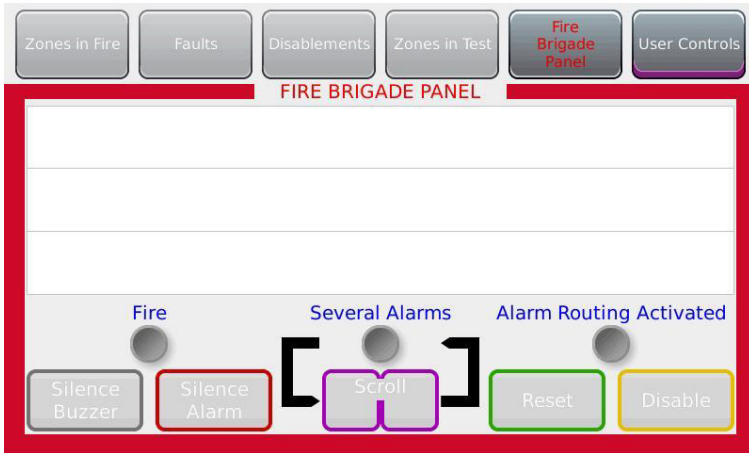 Zones in Fire
Faults
Disablements
Zones in Test
Fire
Brigade
Panel
User Controls
FIRE BRIGADE PANEL
Fire
Several Alarms
Alarm Routing Activated
Silence
Buzzer
Silence
Alarm
Scroll
Reset
Disable